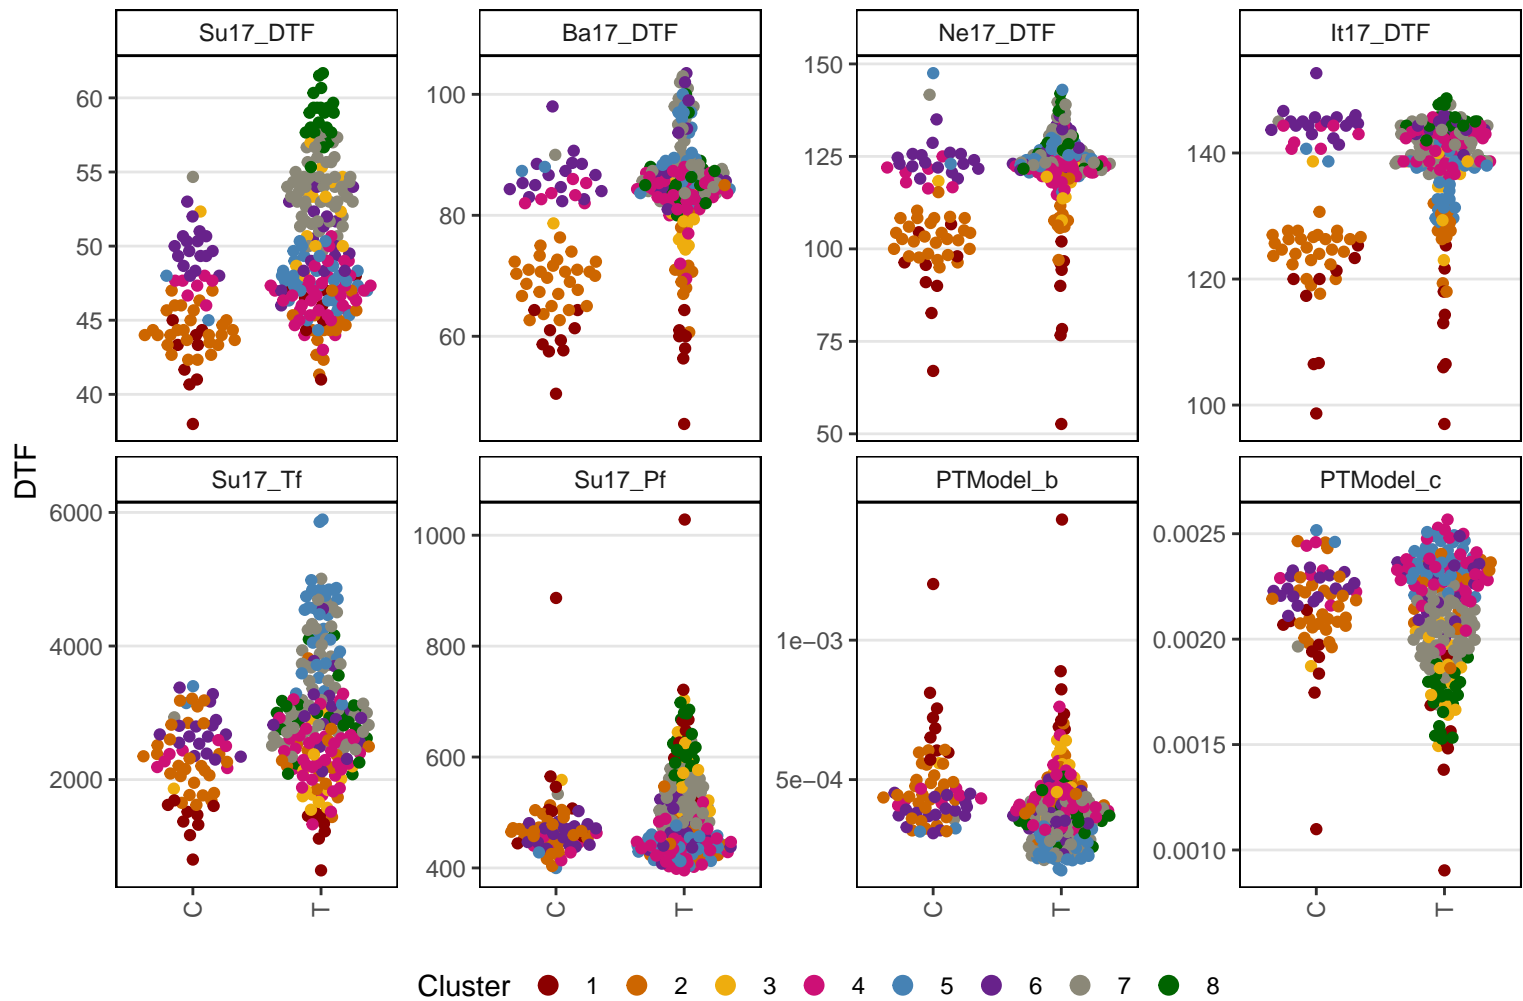 Su17_DTF Ba17_DTF Ne17_DTF It17_DTF
60 55 50 45 40
100 80 60
150 125 100 75 50
140 120 100
DTF
Su17_Tf Su17_Pf PTModel_b PTModel_c
6000 4000 2000
1000 800 600 400
1e−03 5e−04
0.0025 0.0020 0.0015 0.0010
C T C T C T C T
Cluster 1 2 3 4 5 6 7 8